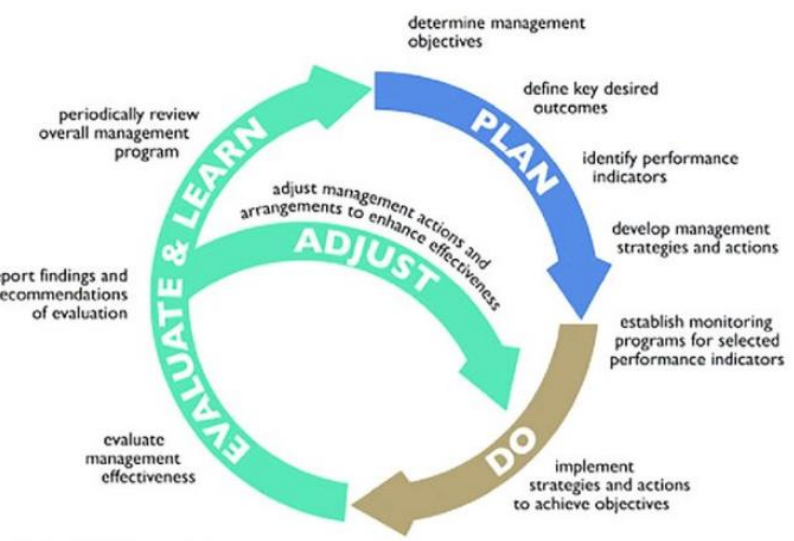 determine management
objectives
define key desired
outcomes
PLAN
identify performance
indicators
develop management
strategies and actions
establish monitoring
programs for selected
performance indicators
DO
implement
strategies and actions
to achieve objectives
evaluate
management
effectiveness
EVALUATE & LEARN
port findings and
ecommendations
of evaluation
periodically review
overall management
program
adjust management actions and
arrangements to enhance effectiveness
ADJUST